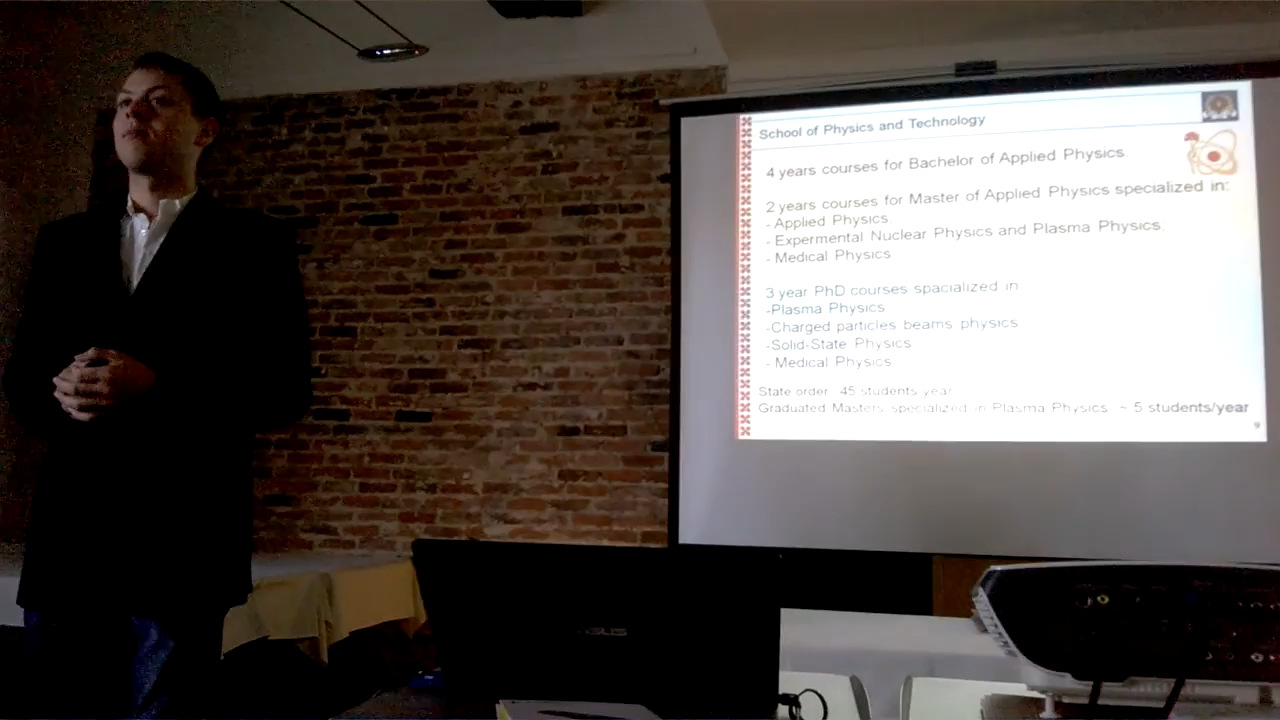 School of Physics and Technology
4 years courses for Bachelor of Applied Physics.
2 years courses for Master of Applied Physics specialized in:
- Applied Physics.
- Expermental Nuclear Physics and Plasma Physics.
- Medical Physics
3 year PhD courses spacialized in
-Plasma Physics
-Charged particles beams physics
-Solid-State Physics
- Medical Physics
State order 45 students year
Graduated Masters specialized in Plasma Physics ~ 5 students/year
9
ASUS